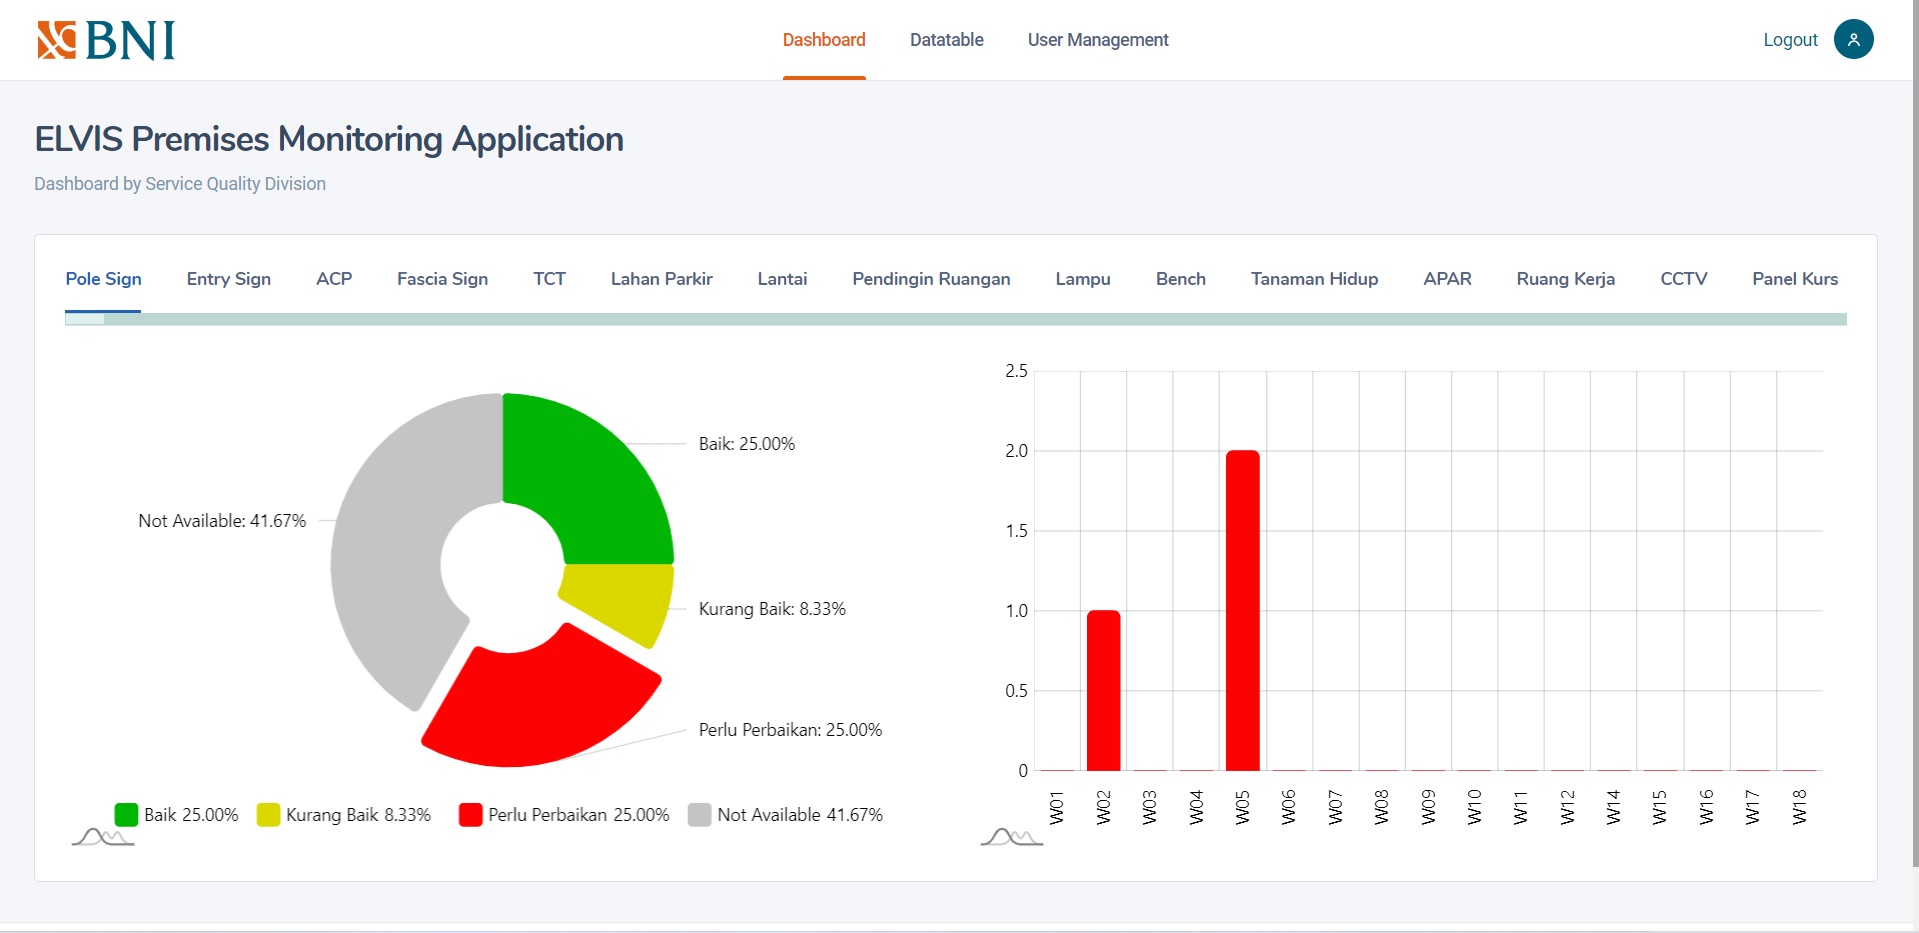 BNI
Dashboard Datatable User Management Logout
ELVIS Premises Monitoring Application
Dashboard by Service Quality Division
Pole Sign Entry Sign ACP Fascia Sign TCT Lahan Parkir Lantai Pendingin Ruangan Lampu Bench Tanaman Hidup APAR Ruang Kerja CCTV Panel Kurs
Baik: 25.00%
Not Available: 41.67%
Kurang Baik: 8.33%
Perlu Perbaikan: 25.00%
Baik 25.00% Kurang Baik 8.33% Perlu Perbaikan 25.00% Not Available 41.67%
2.5
2.0
1.5
1.0
0.5
0
W01 W02 W03 W04 W05 W06 W07 W08 W09 W10 W11 W12 W14 W15 W16 W17 W18